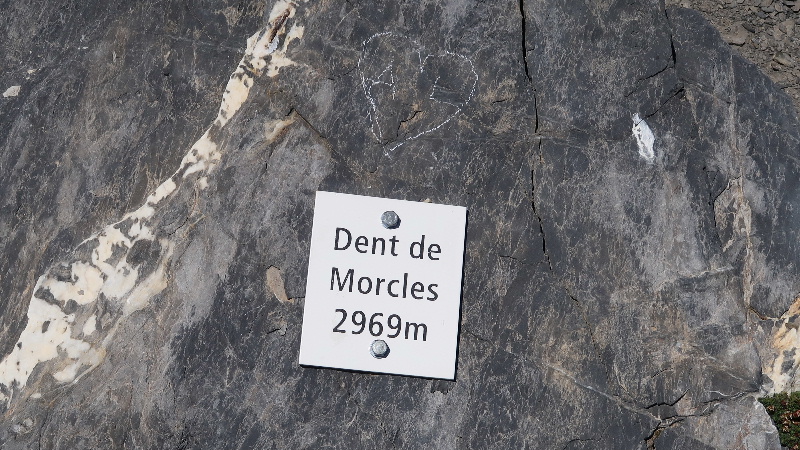 Dent de
Morcles
2969m